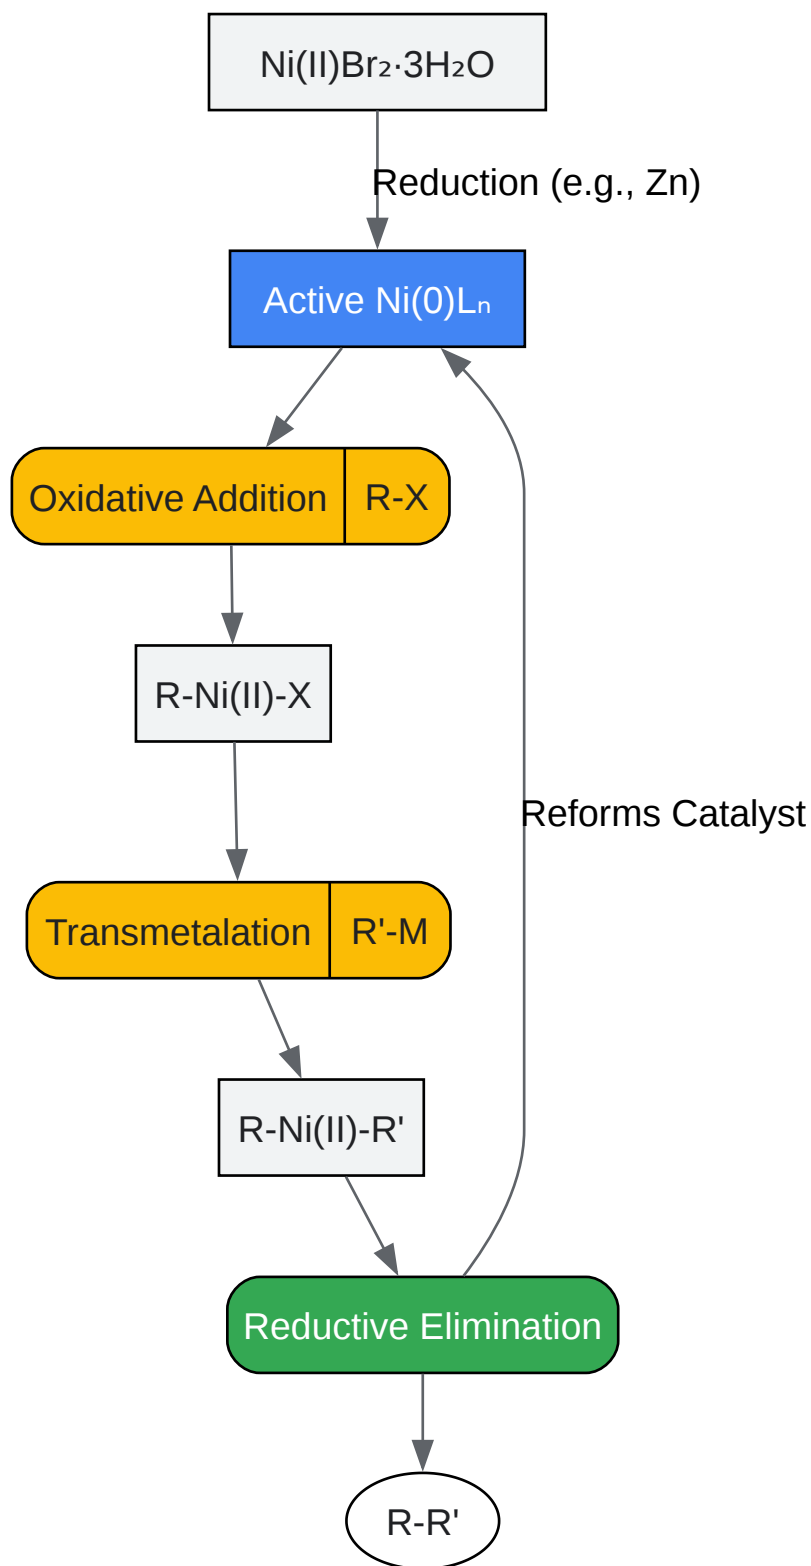 Ni(II)Br₂·3H₂O
Reduction (e.g., Zn)
Active Ni(0)Lₙ
Oxidative Addition
R-X
R-Ni(II)-X
Reforms Catalyst
Transmetalation
R'-M
R-Ni(II)-R'
Reductive Elimination
R-R'